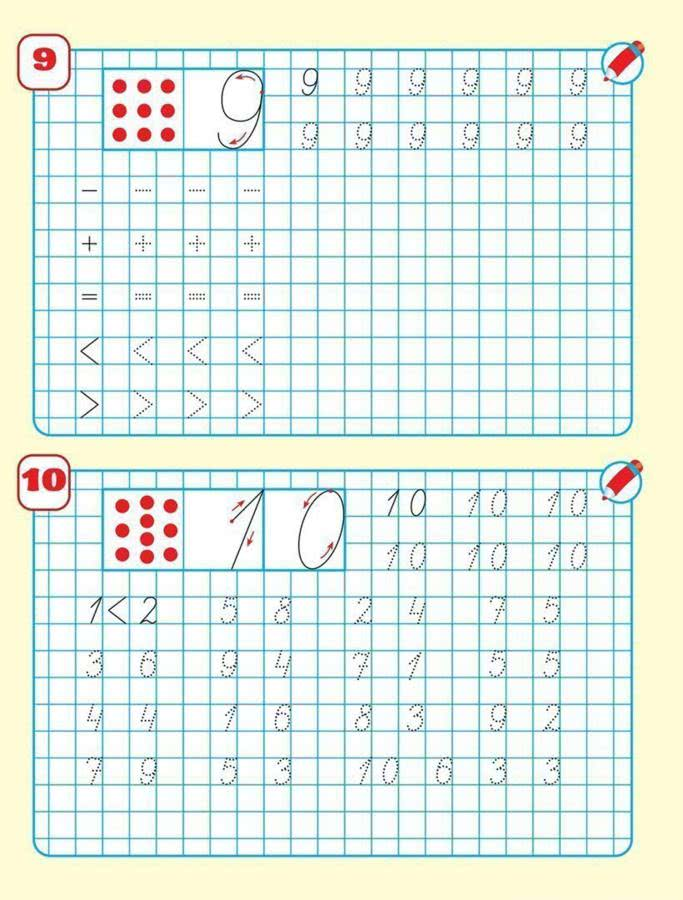 9
9 9 9 9 9 9 9
9 9 9 9 9 9
- - - -
+ + + +
= = = =
< < < <
> > > >
10
10 10 10 10
10 10 10
1 < 2 5 8 2 4 7 5
3 6 9 4 7 1 5 5
4 4 1 6 8 3 9 2
7 9 5 3 10 6 3 3